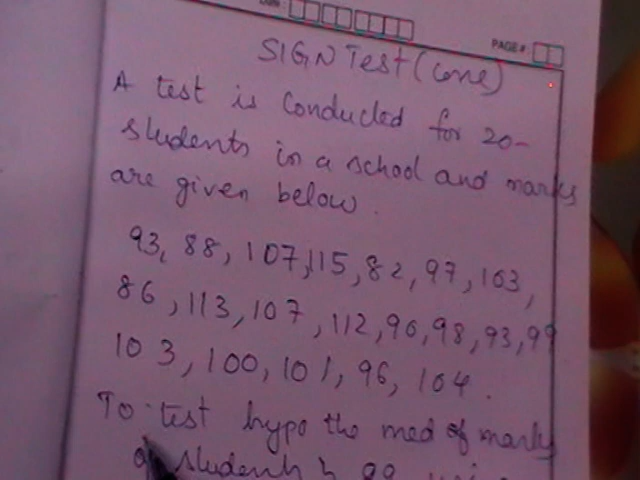 PAGE #:
SIGN Test (one)
A test is conducted for 20-
students in a school and marks
are given below.
93, 88, 107, 115, 82, 97, 103,
86, 113, 107, 112, 96, 98, 93, 99
103, 100, 101, 96, 104.
To test hypo the med of marks
of students